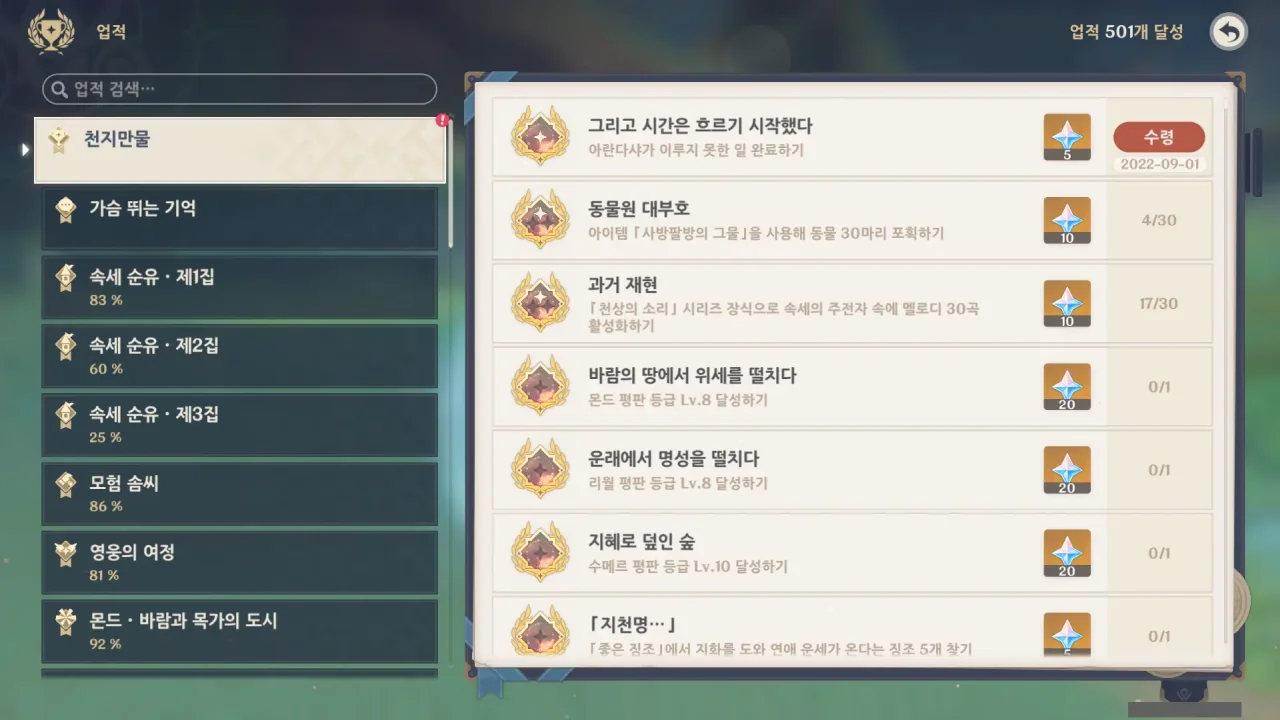 업적
업적 501개 달성
업적 검색…
천지만물
가슴 뛰는 기억
속세 순유 · 제1집
83 %
속세 순유 · 제2집
60 %
속세 순유 · 제3집
25 %
모험 솜씨
86 %
영웅의 여정
81 %
몬드 · 바람과 목가의 도시
92 %
그리고 시간은 흐르기 시작했다
아란다샤가 이루지 못한 일 완료하기
5
수령
2022-09-01
동물원 대부호
아이템 「사방팔방의 그물」을 사용해 동물 30마리 포획하기
10
4/30
과거 재현
「천상의 소리」 시리즈 장식으로 속세의 주전자 속에 멜로디 30곡
활성화하기
10
17/30
바람의 땅에서 위세를 떨치다
몬드 평판 등급 Lv.8 달성하기
20
0/1
운래에서 명성을 떨치다
리월 평판 등급 Lv.8 달성하기
20
0/1
지혜로 덮인 숲
수메르 평판 등급 Lv.10 달성하기
20
0/1
「지천명…」
「좋은 징조」에서 지화를 도와 연애 운세가 온다는 징조 5개 찾기
5
0/1